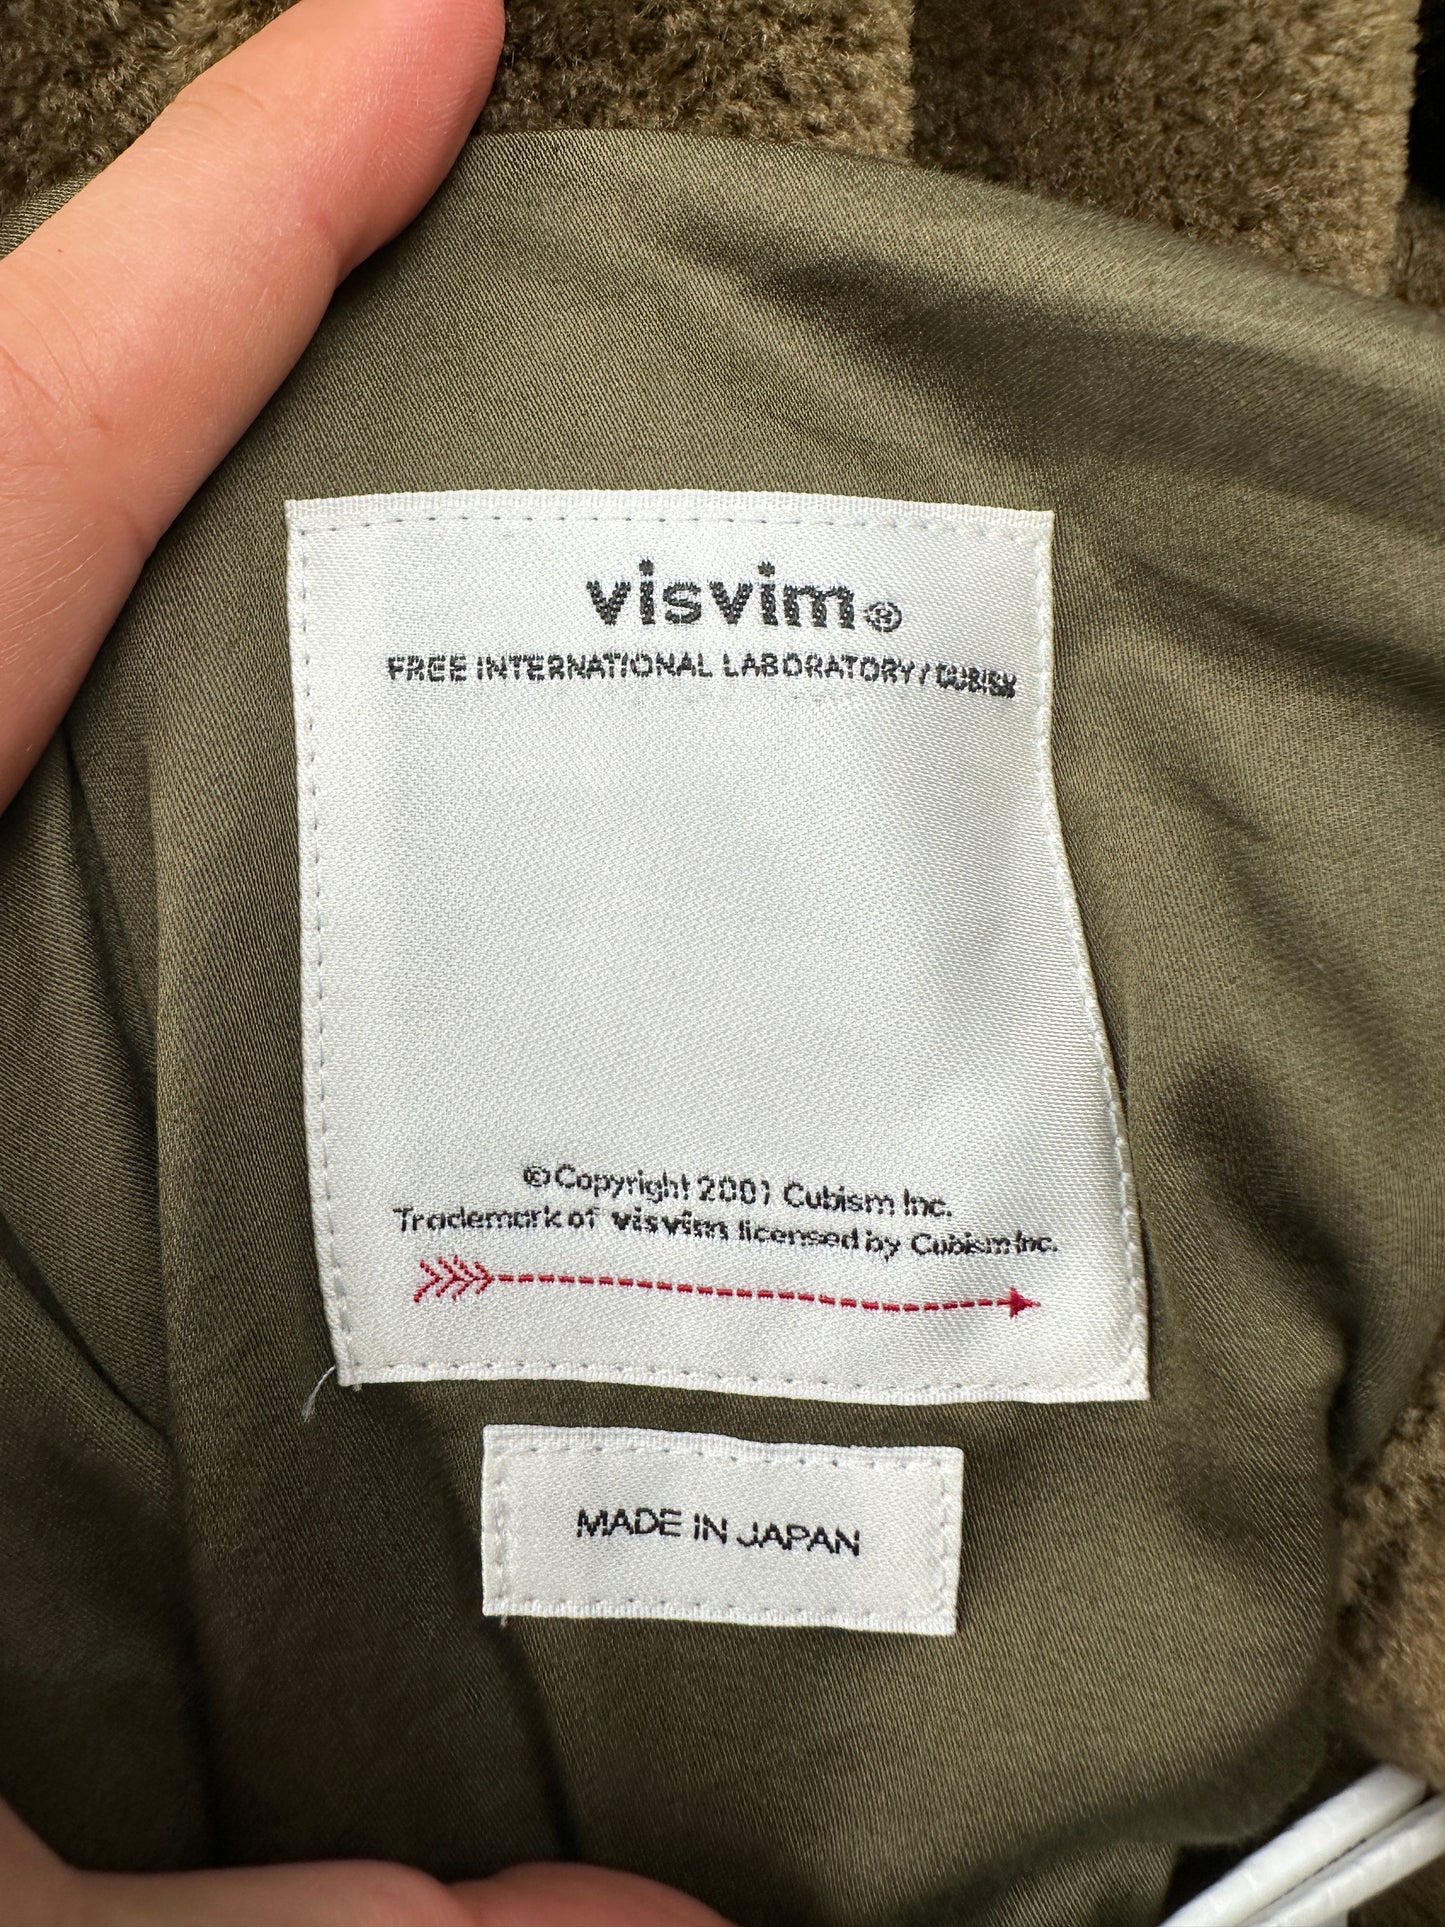 visvim®
FREE INTERNATIONAL LABORATORY / CUBISM
©Copyright 2001 Cubism Inc.
Trademark of visvim licensed by Cubism Inc.
MADE IN JAPAN